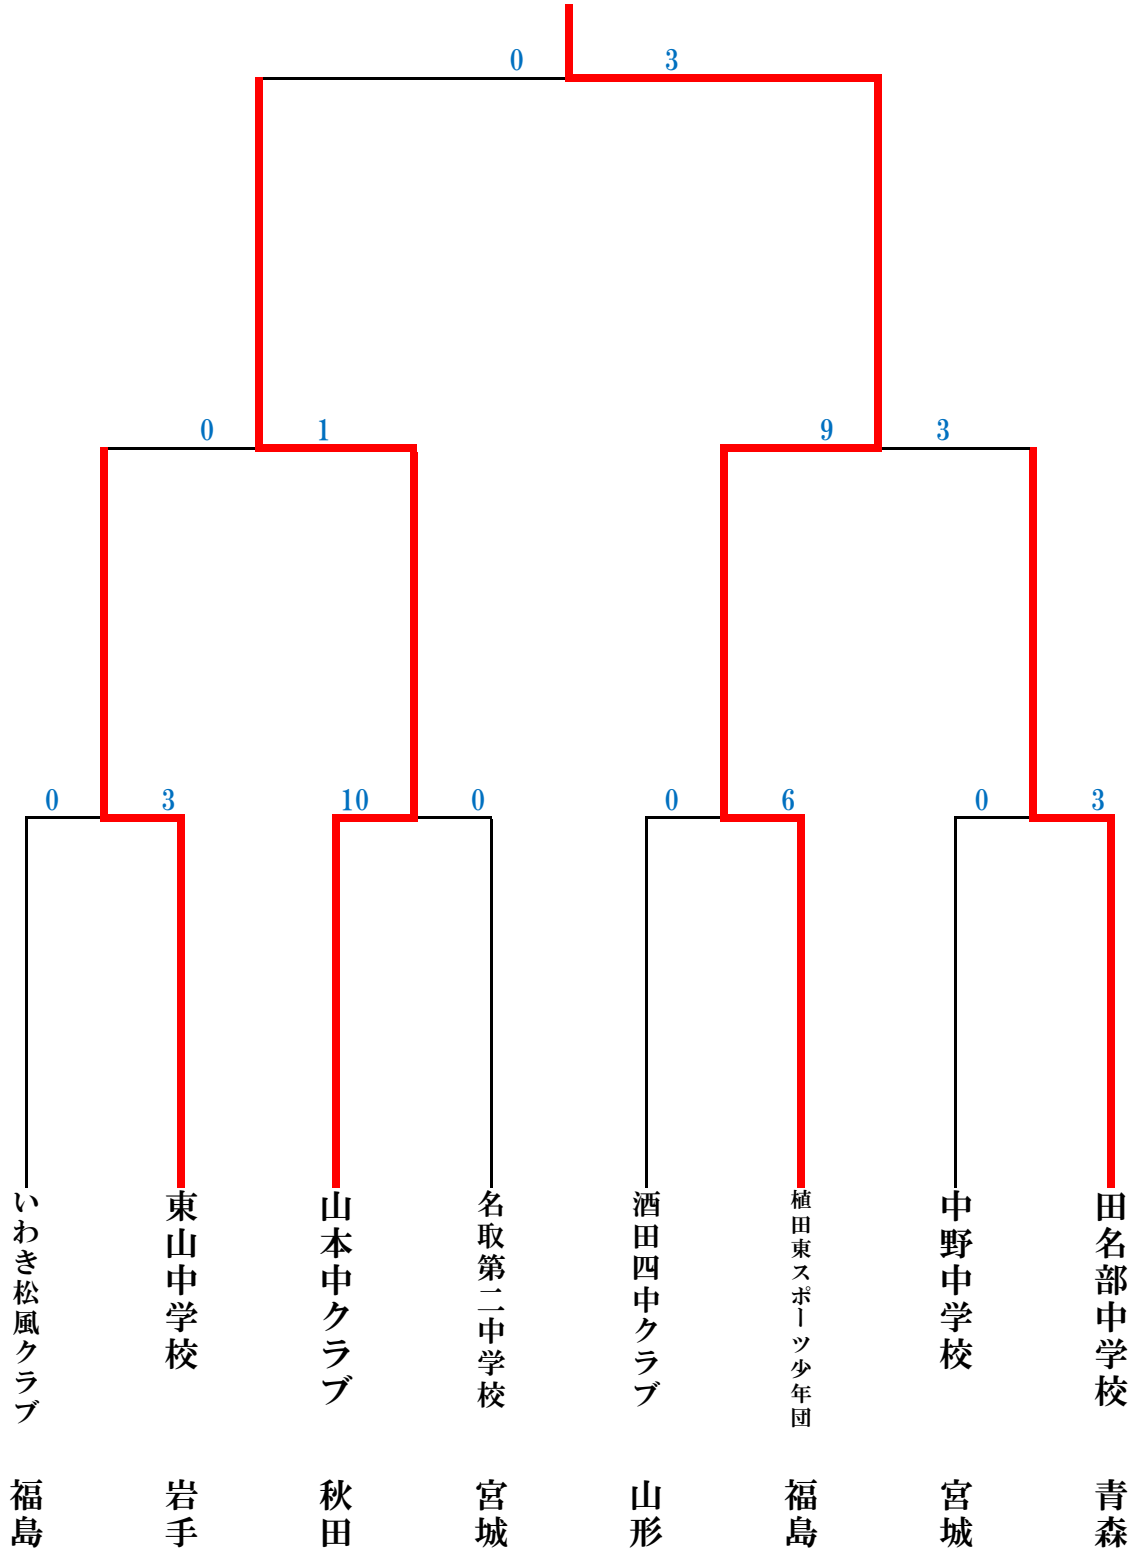 0 3
0 1 9 3
0 3 10 0 0 6 0 3
いわき松風クラブ 福島
東山中学校 岩手
山本中クラブ 秋田
名取第二中学校 宮城
酒田四中クラブ 山形
植田東スポーツ少年団 福島
中野中学校 宮城
田名部中学校 青森